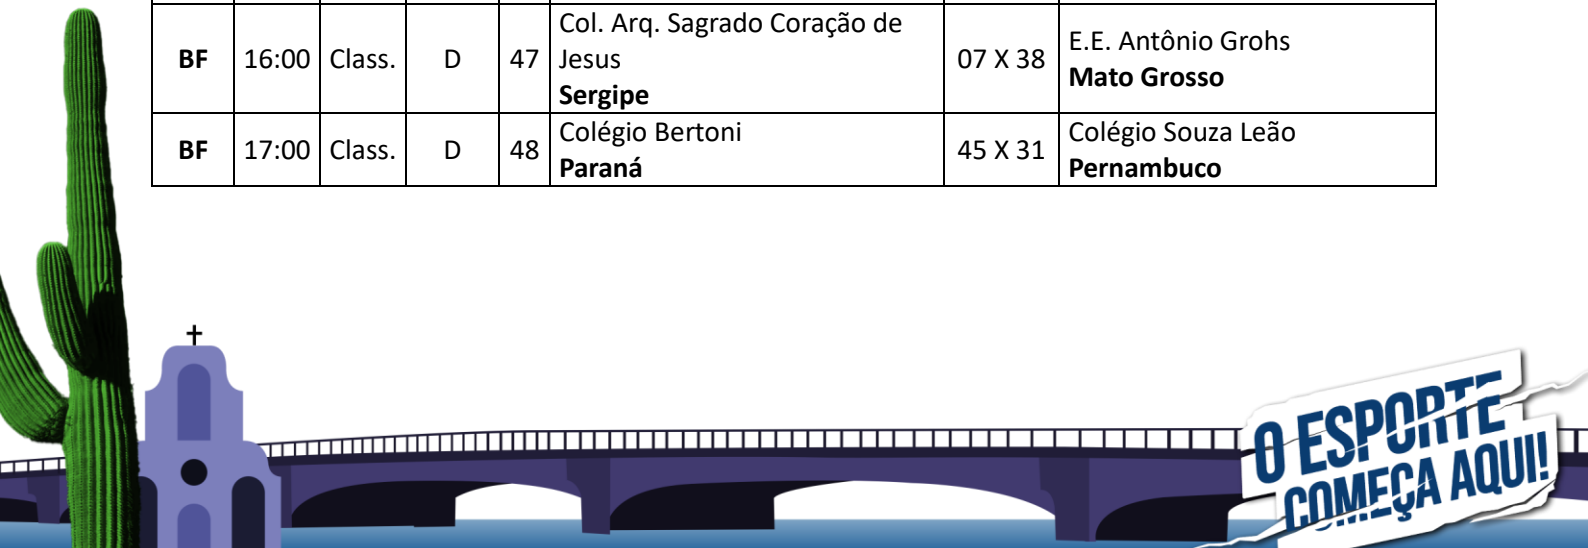 BF 16:00 Class. D 47 Col. Arq. Sagrado Coração de
Jesus
Sergipe 07 X 38 E.E. Antônio Grohs
Mato Grosso
BF 17:00 Class. D 48 Colégio Bertoni
Paraná 45 X 31 Colégio Souza Leão
Pernambuco
O ESPORTE
COMEÇA AQUI!